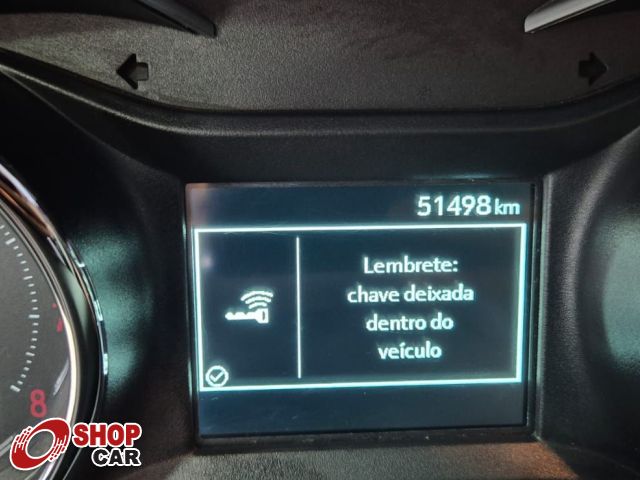 51498 km
Lembrete:
chave deixada
dentro do
veículo
8
SHOP
CAR